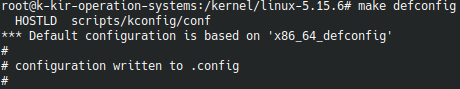 root@k-kir-operation-systems:/kernel/linux-5.15.6# make defconfig
  HOSTLD  scripts/kconfig/conf
*** Default configuration is based on 'x86_64_defconfig'
#
# configuration written to .config
#